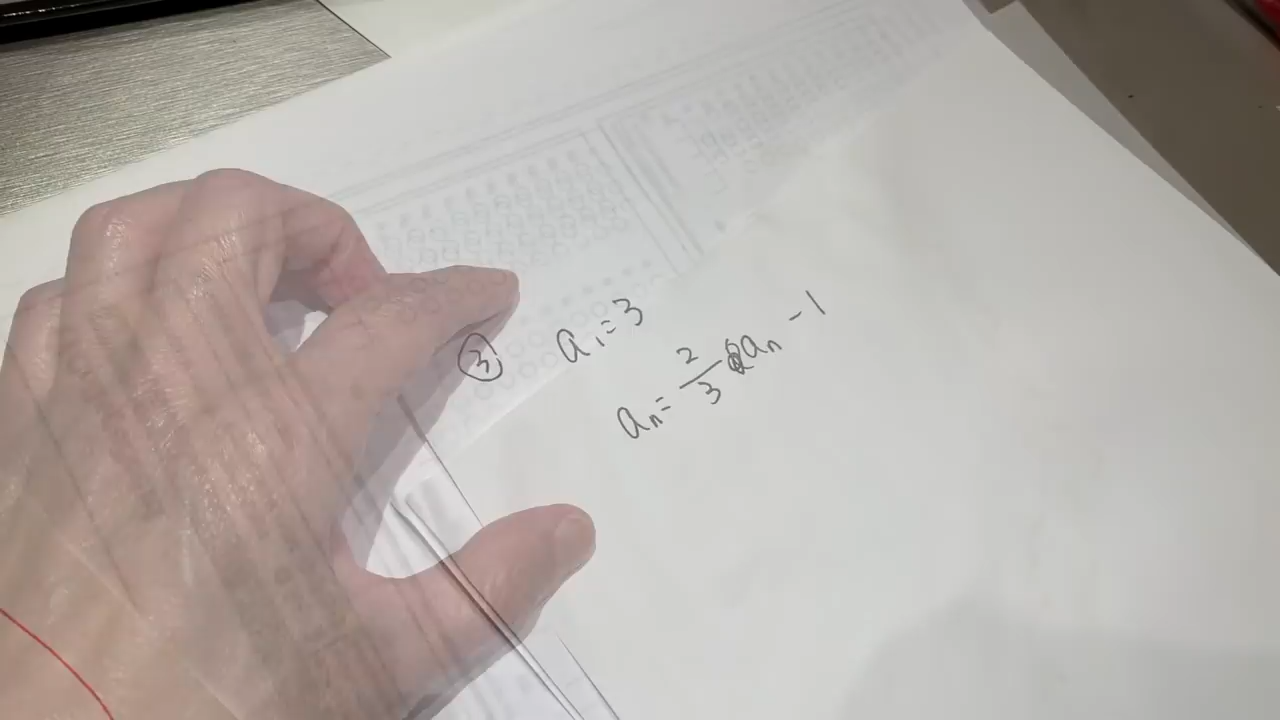 ③ a₁=3
aₙ= 2/3 aₙ -1